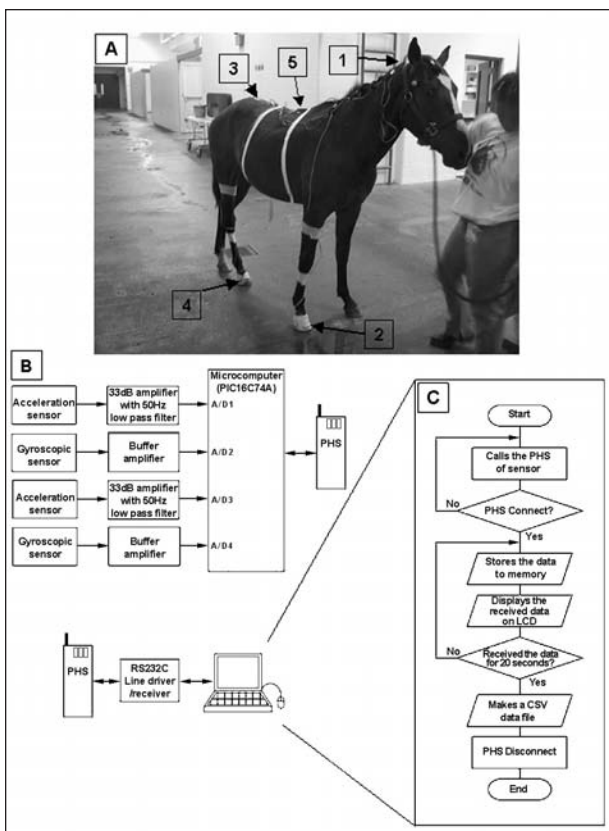 A
3
5
1
4
2
B
Acceleration
sensor
33dB amplifier
with 50Hz
low pass filter
Microcomputer
(PIC16C74A)
A/D1
Gyroscopic
sensor
Buffer
amplifier
A/D2
PHS
Acceleration
sensor
33dB amplifier
with 50Hz
low pass filter
A/D3
Gyroscopic
sensor
Buffer
amplifier
A/D4
PHS
RS232C
Line driver
/receiver
C
Start
Calls the PHS
of sensor
No
PHS Connect?
Yes
Stores the data
to memory
Displays the
received data
on LCD
No
Received the data
for 20 seconds?
Yes
Makes a CSV
data file
PHS Disconnect
End